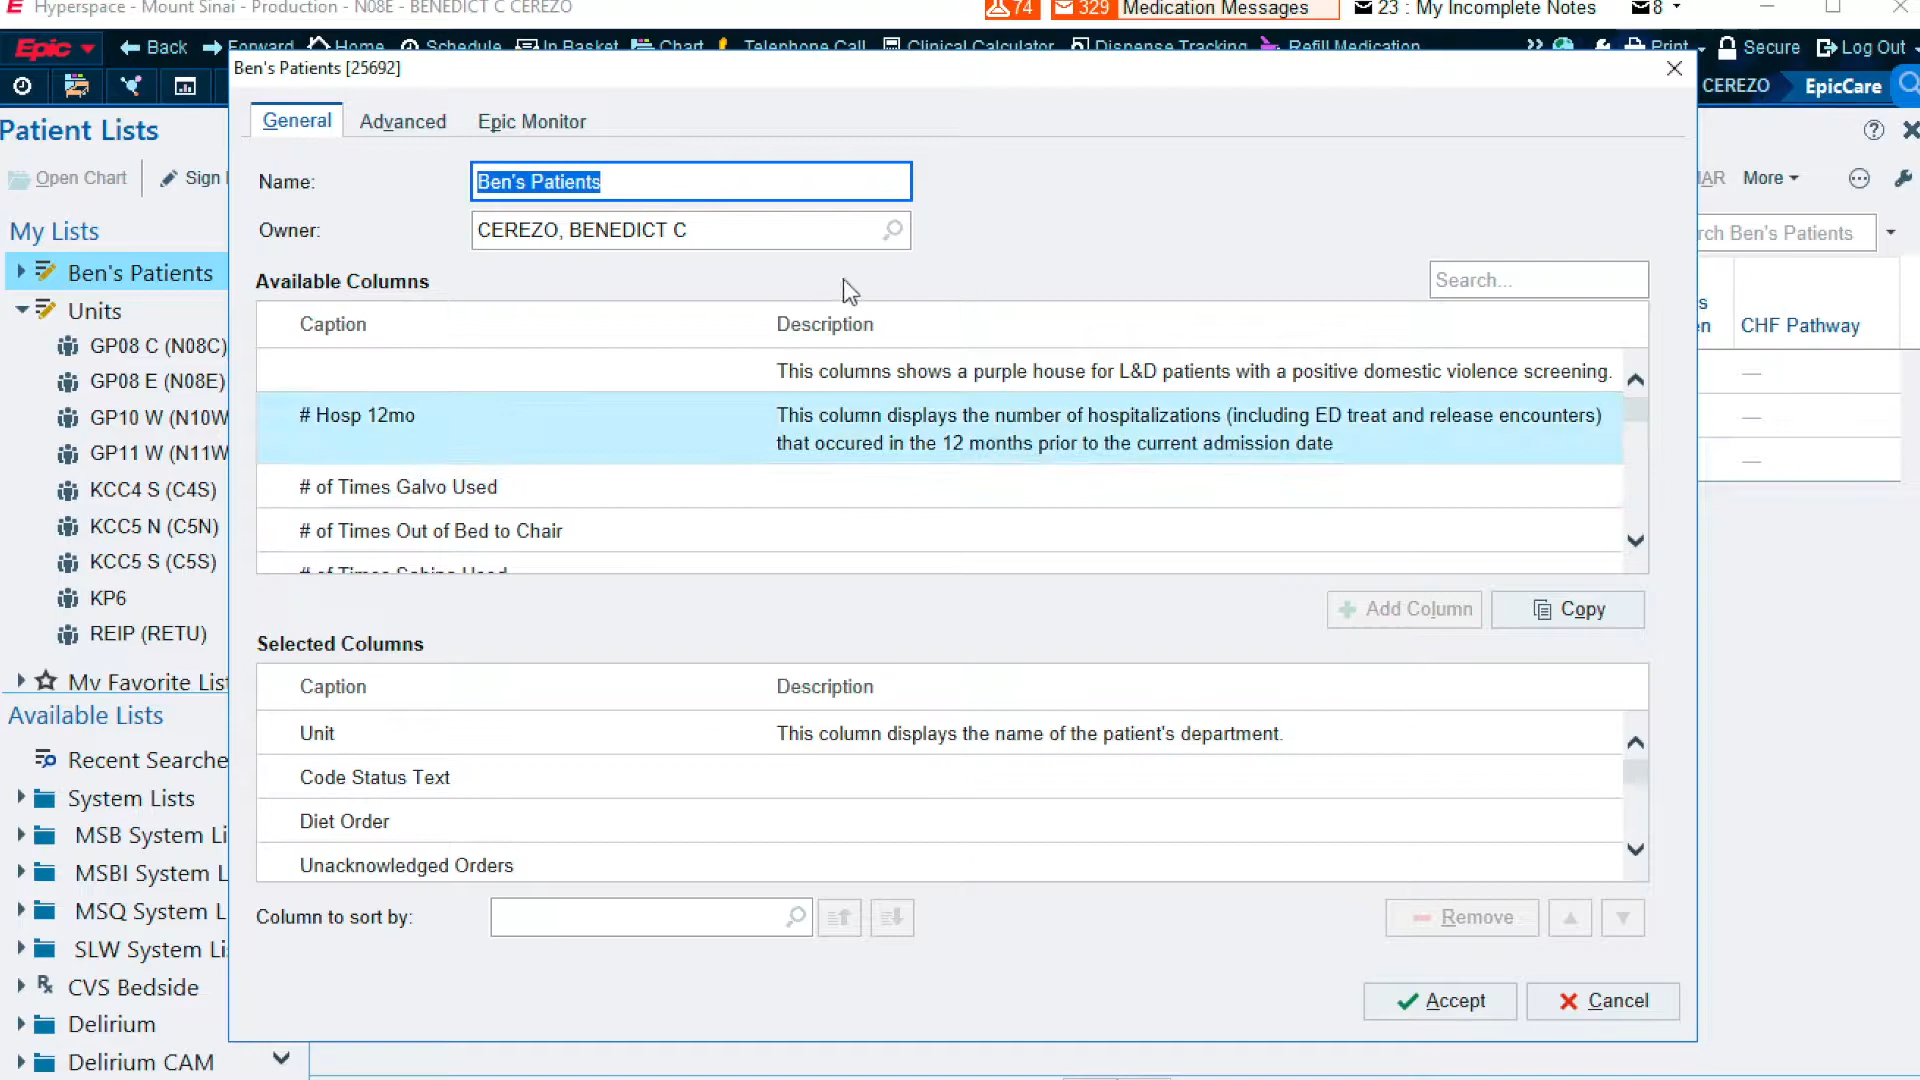 Hyperspace - Mount Sinai - Production - N08E - BENEDICT C CEREZO
74
329
Medication Messages
23 : My Incomplete Notes
8
Epic
Back
Forward
Home
Schedule
In Basket
Chart
Telephone Call
Clinical Calculator
Dispense Tracking
Refill Medication
Print
Secure
Log Out
Ben's Patients [25692]
CEREZO
EpicCare
Patient Lists
General
Advanced
Epic Monitor
Open Chart
Sign
More
Name:
Ben's Patients
Owner:
CEREZO, BENEDICT C
My Lists
Ben's Patients
Units
GP08 C (N08C)
GP08 E (N08E)
GP10 W (N10W
GP11 W (N11W
KCC4 S (C4S)
KCC5 N (C5N)
KCC5 S (C5S)
KP6
REIP (RETU)
My Favorite List
Available Lists
Recent Searche
System Lists
MSB System Li
MSBI System L
MSQ System L
SLW System Li
CVS Bedside
Delirium
Delirium CAM
Available Columns
Search...
Caption
Description
This columns shows a purple house for L&D patients with a positive domestic violence screening.
# Hosp 12mo
This column displays the number of hospitalizations (including ED treat and release encounters)
that occured in the 12 months prior to the current admission date
# of Times Galvo Used
# of Times Out of Bed to Chair
Add Column
Copy
Selected Columns
Caption
Description
Unit
This column displays the name of the patient's department.
Code Status Text
Diet Order
Unacknowledged Orders
Column to sort by:
Remove
Accept
Cancel
rch Ben's Patients
CHF Pathway